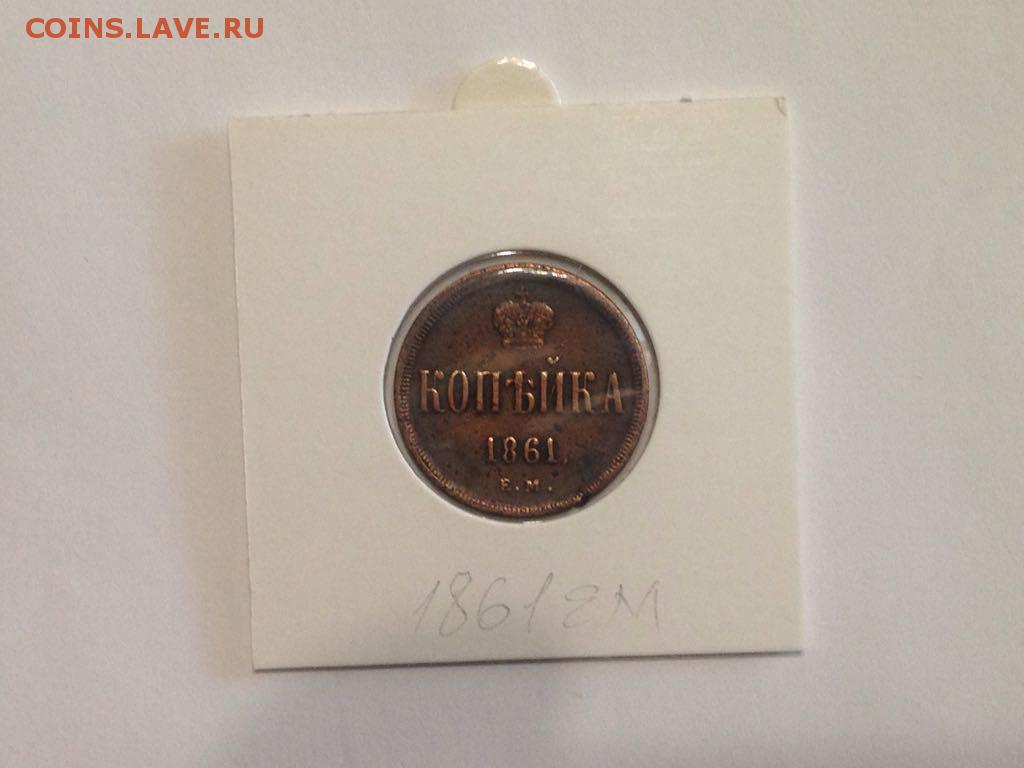 COINS.LAVE.RU
КОПѢЙКА
1861.
Е.М.
1861 ЕМ